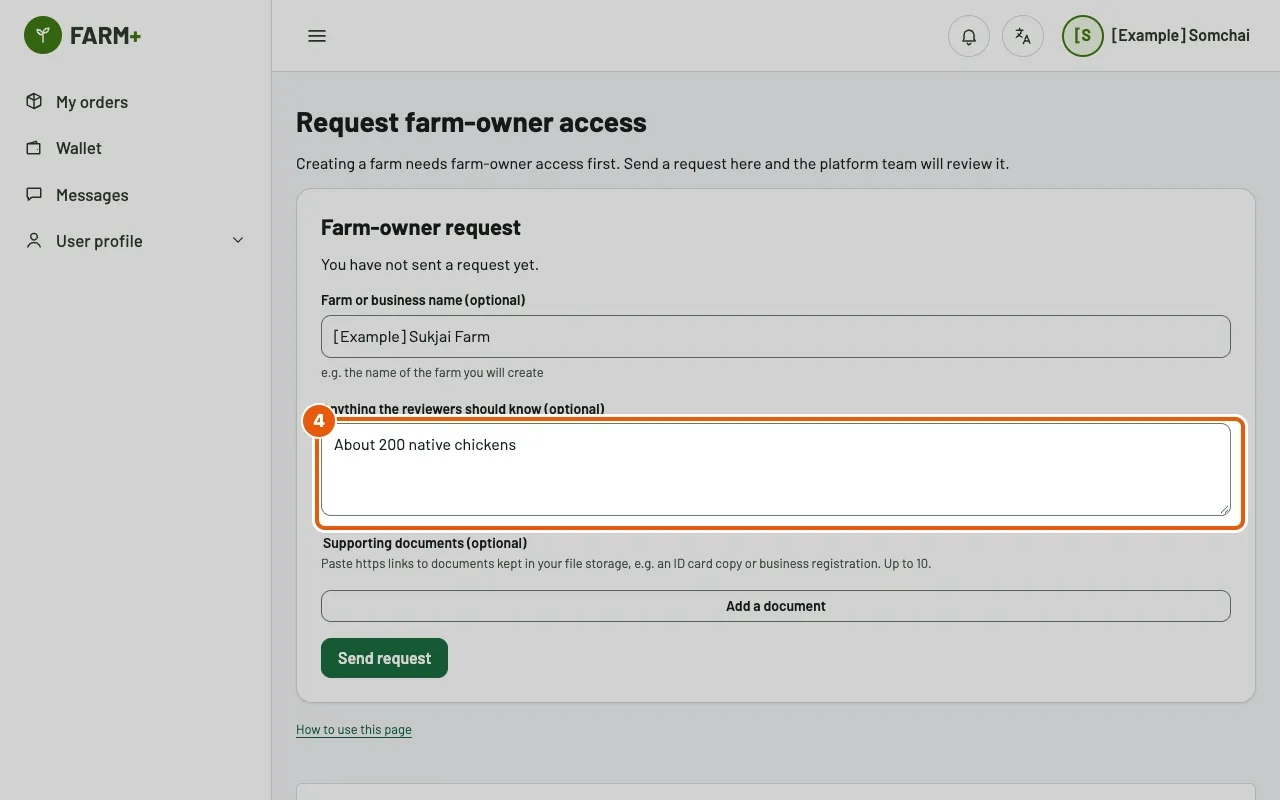 FARM+
[S
[Example] Somchai
My orders
Wallet
Messages
User profile
Request farm-owner access
Creating a farm needs farm-owner access first. Send a request here and the platform team will review it.
Farm-owner request
You have not sent a request yet.
Farm or business name (optional)
[Example] Sukjai Farm
e.g. the name of the farm you will create
4
nything the reviewers should know (optional)
About 200 native chickens
Supporting documents (optional)
Paste https links to documents kept in your file storage, e.g. an ID card copy or business registration. Up to 10.
Add a document
Send request
How to use this page